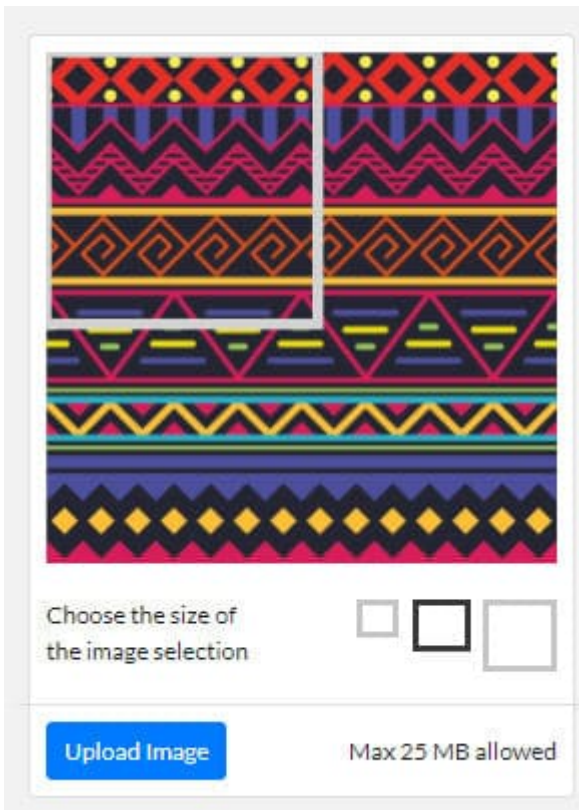 Choose the size of
the image selection
Upload Image
Max 25 MB allowed